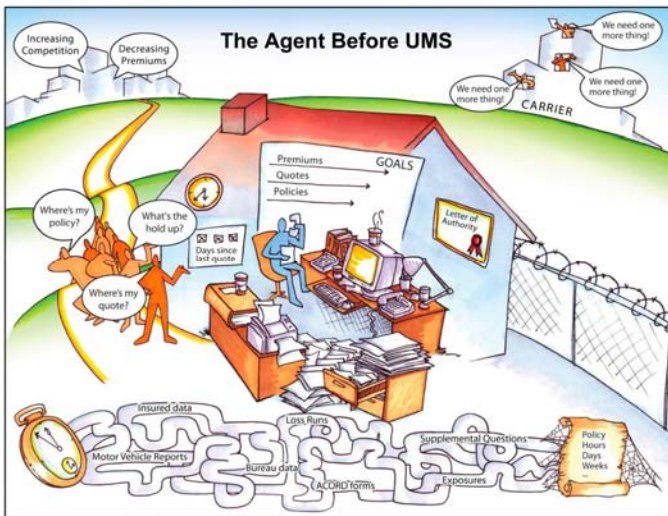 The Agent Before UMS
Increasing
Competition
Decreasing
Premiums
We need one
more thing!
We need one
more thing!
We need one
more thing!
CARRIER
Premiums
GOALS
Quotes
Policies
Where's my
policy?
What's the
hold up?
Where's my
quote?
Days since
last quote
Letter of
Authority
Insured data
Loss Runs
Supplemental Questions
Motor Vehicle Reports
Bureau data
ACORD forms
Exposures
Policy
Hours
Days
Weeks
...